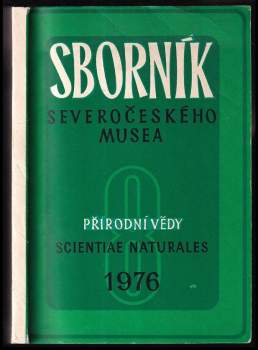 SBORNÍK
SEVEROČESKÉHO
MUSEA
8
PŘÍRODNÍ VĚDY
SCIENTIAE NATURALES
1976